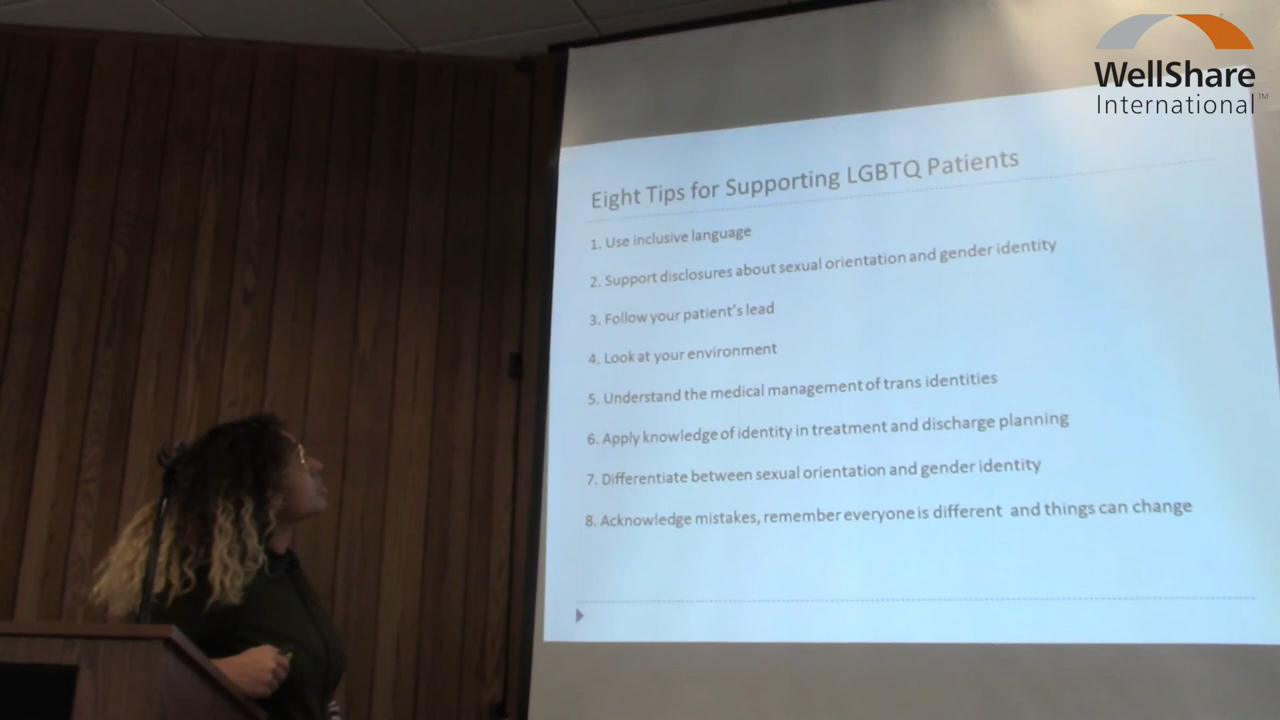 WellShare
International™
Eight Tips for Supporting LGBTQ Patients
1. Use inclusive language
2. Support disclosures about sexual orientation and gender identity
3. Follow your patient's lead
4. Look at your environment
5. Understand the medical management of trans identities
6. Apply knowledge of identity in treatment and discharge planning
7. Differentiate between sexual orientation and gender identity
8. Acknowledge mistakes, remember everyone is different and things can change